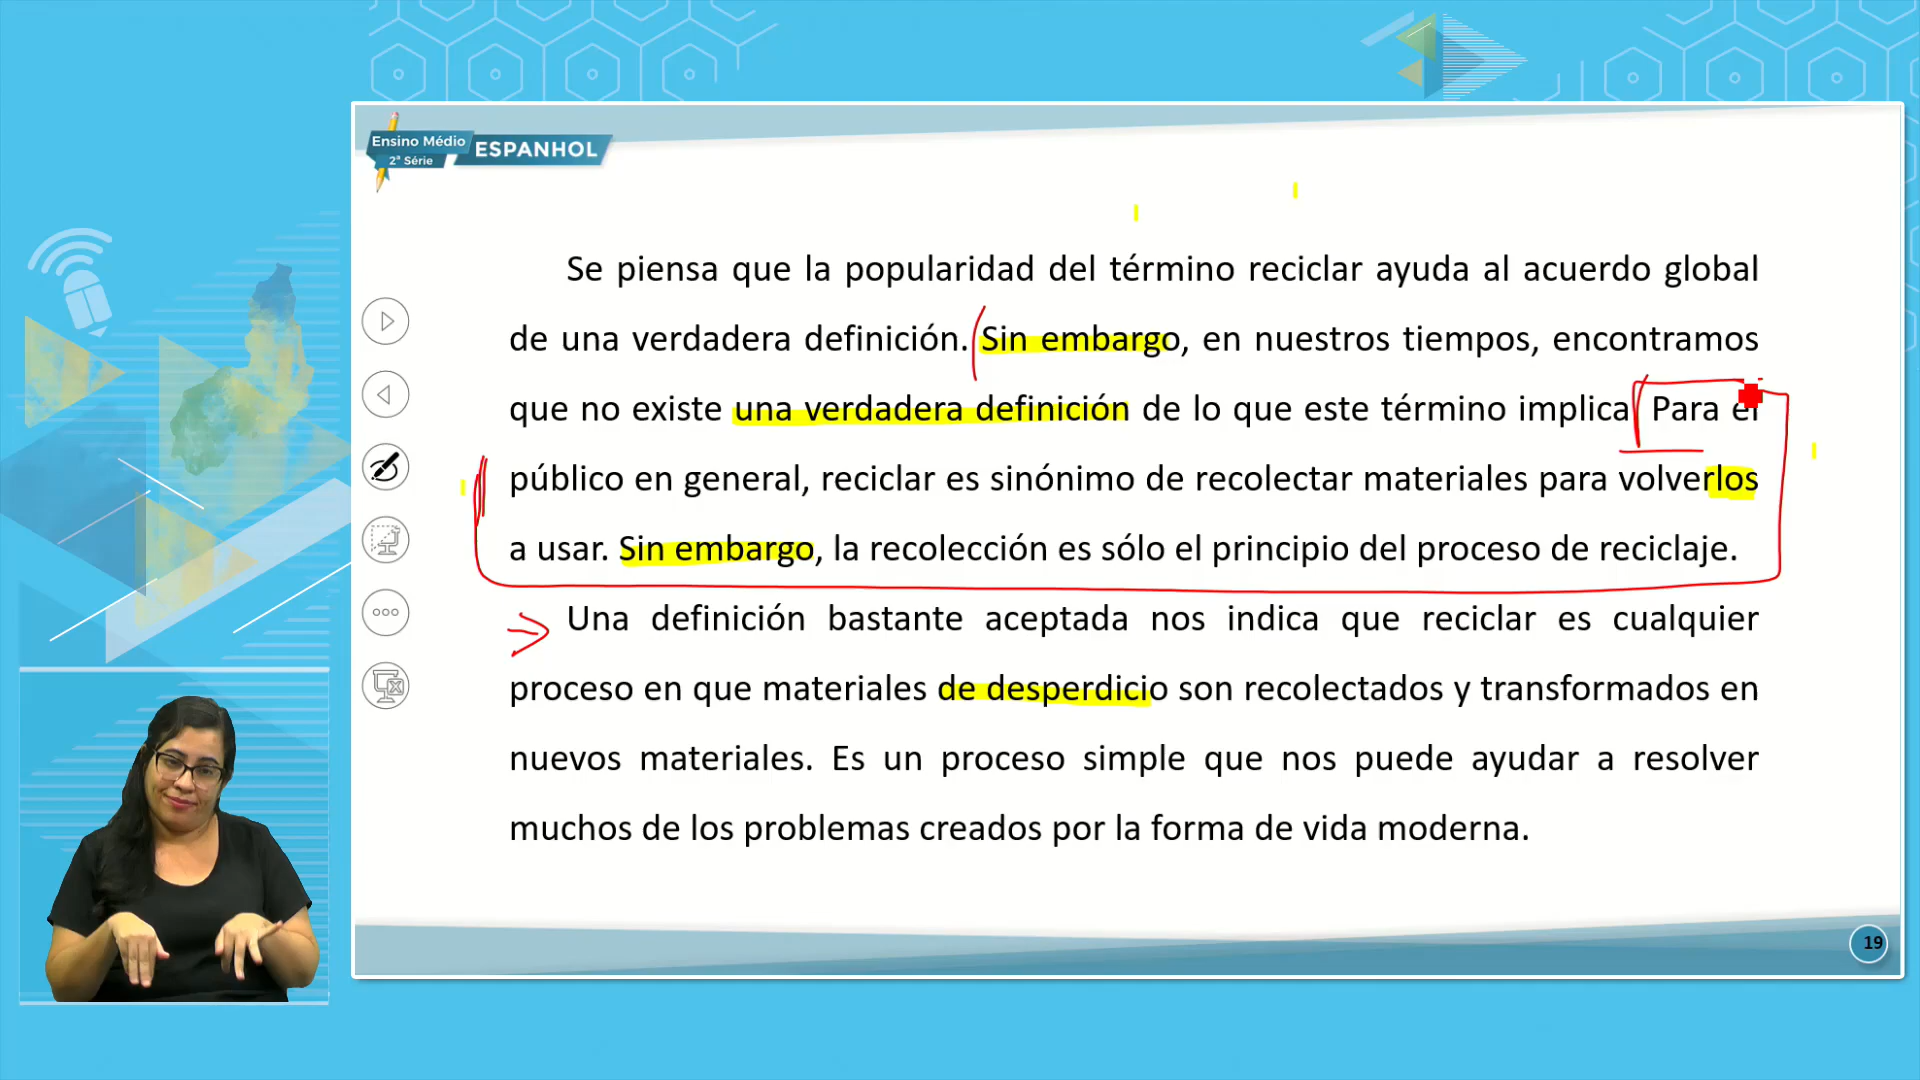 Ensino Médio
2ª Série
ESPANHOL
Se piensa que la popularidad del término reciclar ayuda al acuerdo global
de una verdadera definición. Sin embargo, en nuestros tiempos, encontramos
que no existe una verdadera definición de lo que este término implica Para el
público en general, reciclar es sinónimo de recolectar materiales para volverlos
a usar. Sin embargo, la recolección es sólo el principio del proceso de reciclaje.
Una definición bastante aceptada nos indica que reciclar es cualquier
proceso en que materiales de desperdicio son recolectados y transformados en
nuevos materiales. Es un proceso simple que nos puede ayudar a resolver
muchos de los problemas creados por la forma de vida moderna.
19